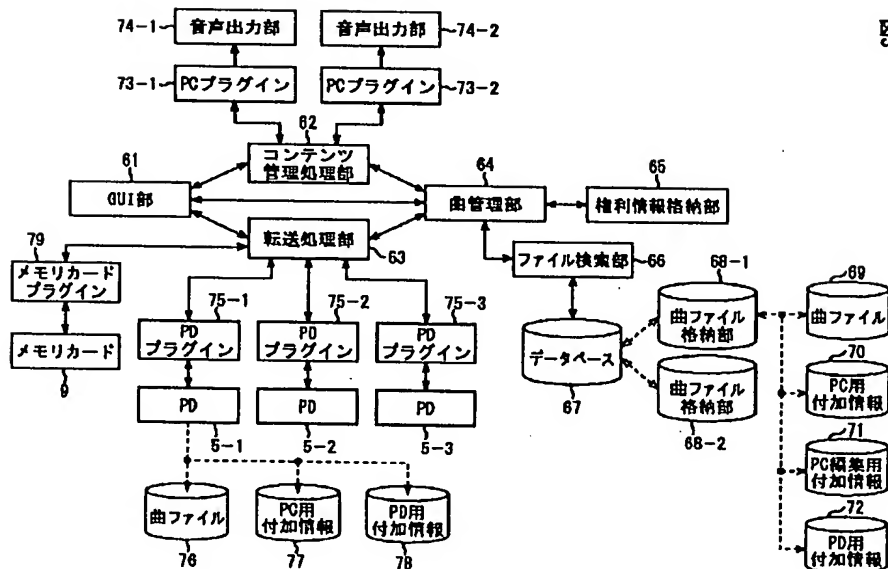 74-1
音声出力部
音声出力部
74-2
73-1
PCプラグイン
PCプラグイン
73-2
62
コンテンツ
管理処理部
61
GUI部
64
曲管理部
65
権利情報格納部
転送処理部
63
ファイル検索部
66
79
メモリカード
プラグイン
メモリカード
9
75-1
PD
プラグイン
75-2
PD
プラグイン
75-3
PD
プラグイン
PD
5-1
PD
5-2
PD
5-3
データベース
67
68-1
曲ファイル
格納部
曲ファイル
格納部
68-2
69
曲ファイル
70
PC用
付加情報
71
PC編集用
付加情報
72
PD用
付加情報
曲ファイル
76
PC用
付加情報
77
PD用
付加情報
78